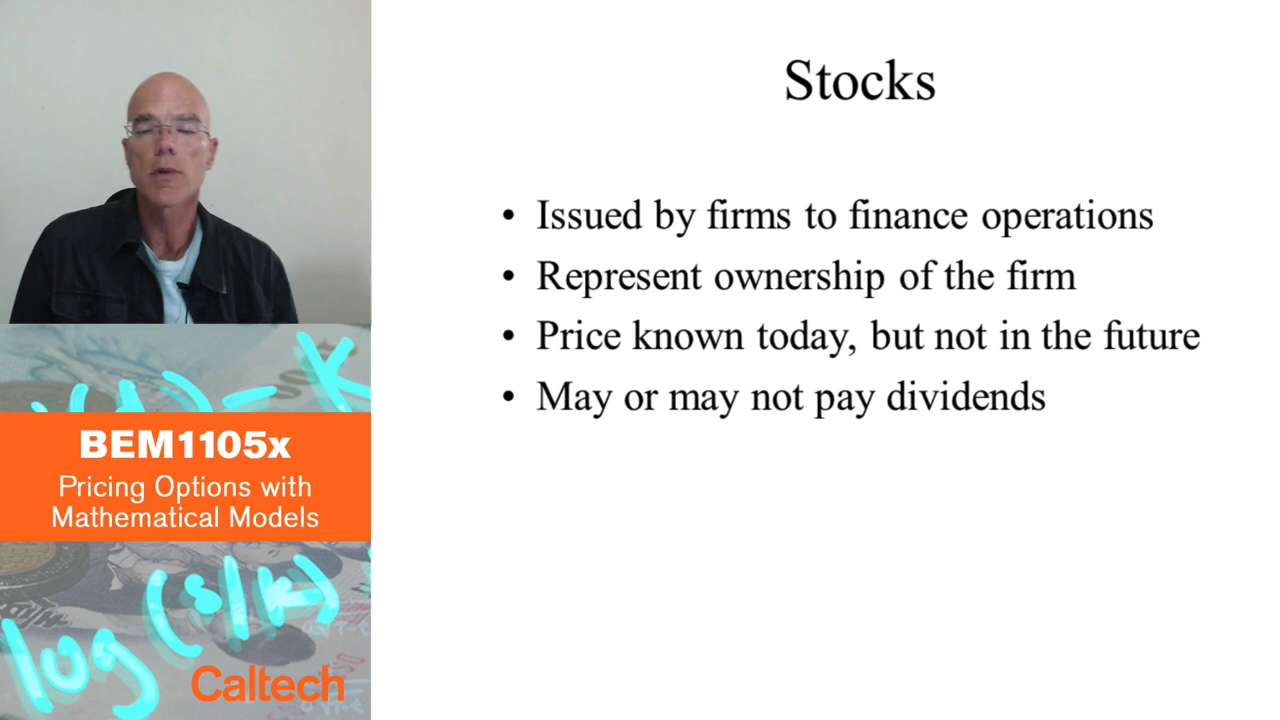 Stocks
• Issued by firms to finance operations
• Represent ownership of the firm
• Price known today, but not in the future
• May or may not pay dividends
- K
BEM1105x
Pricing Options with
Mathematical Models
log (s/k)
Caltech